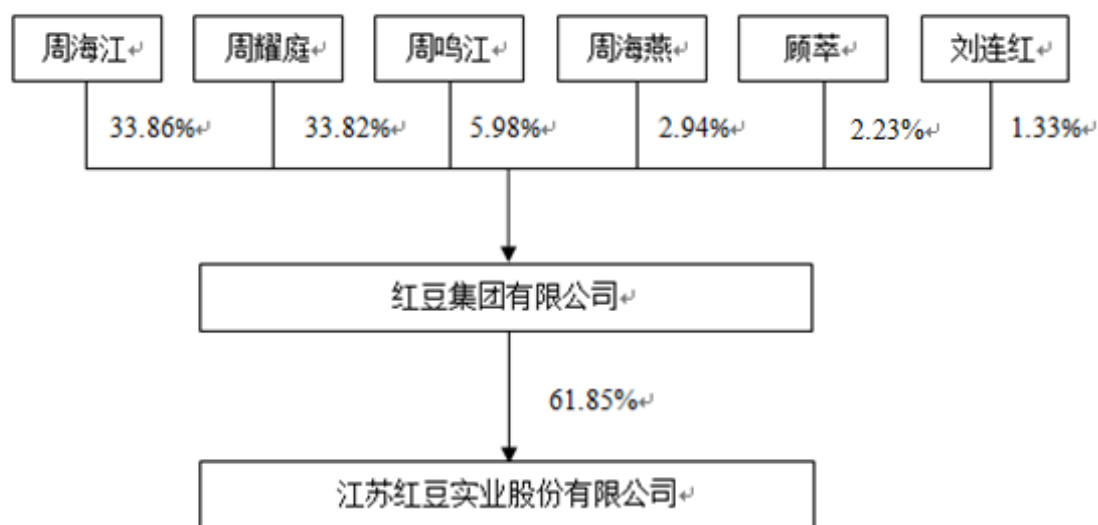 周海江
周耀庭
周鸣江
周海燕
顾萃
刘连红
33.86%
33.82%
5.98%
2.94%
2.23%
1.33%
红豆集团有限公司
61.85%
江苏红豆实业股份有限公司